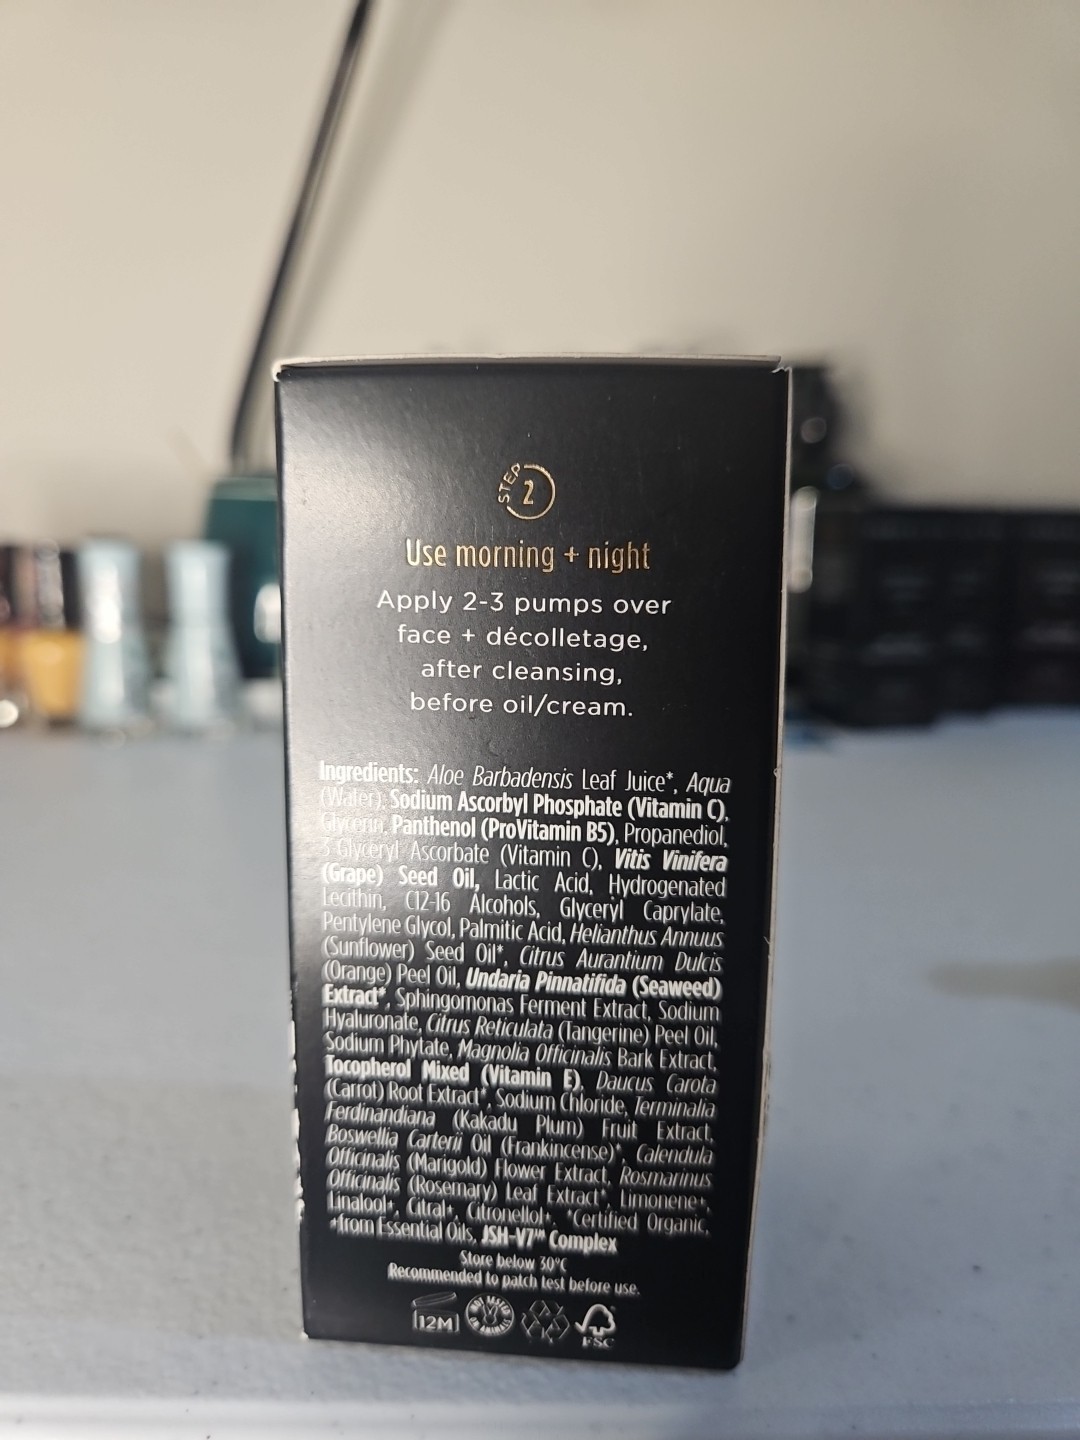 STEP 2
Use morning + night
Apply 2-3 pumps over
face + décolletage,
after cleansing,
before oil/cream.
Ingredients: Aloe Barbadensis Leaf Juice*, Aqua
(Water), Sodium Ascorbyl Phosphate (Vitamin C),
Glycerin, Panthenol (ProVitamin B5), Propanediol,
3-Glyceryl Ascorbate (Vitamin C), Vitis Vinifera
(Grape) Seed Oil, Lactic Acid, Hydrogenated
Lecithin, C12-16 Alcohols, Glyceryl Caprylate,
Pentylene Glycol, Palmitic Acid, Helianthus Annuus
(Sunflower) Seed Oil*, Citrus Aurantium Dulcis
(Orange) Peel Oil, Undaria Pinnatifida (Seaweed)
Extract*, Sphingomonas Ferment Extract, Sodium
Hyaluronate, Citrus Reticulata (Tangerine) Peel Oil,
Sodium Phytate, Magnolia Officinalis Bark Extract,
Tocopherol Mixed (Vitamin E), Daucus Carota
(Carrot) Root Extract*, Sodium Chloride, Terminalia
Ferdinandiana (Kakadu Plum) Fruit Extract,
Boswellia Carterii Oil (Frankincense)*, Calendula
Officinalis (Marigold) Flower Extract, Rosmarinus
Officinalis (Rosemary) Leaf Extract*, Limonene+,
Linalool+, Citral+, Citronellol+. *Certified Organic,
+from Essential Oils, JSH-V7™ Complex
Store below 30°C
Recommended to patch test before use.
12M NOT TESTED ON ANIMALS FSC